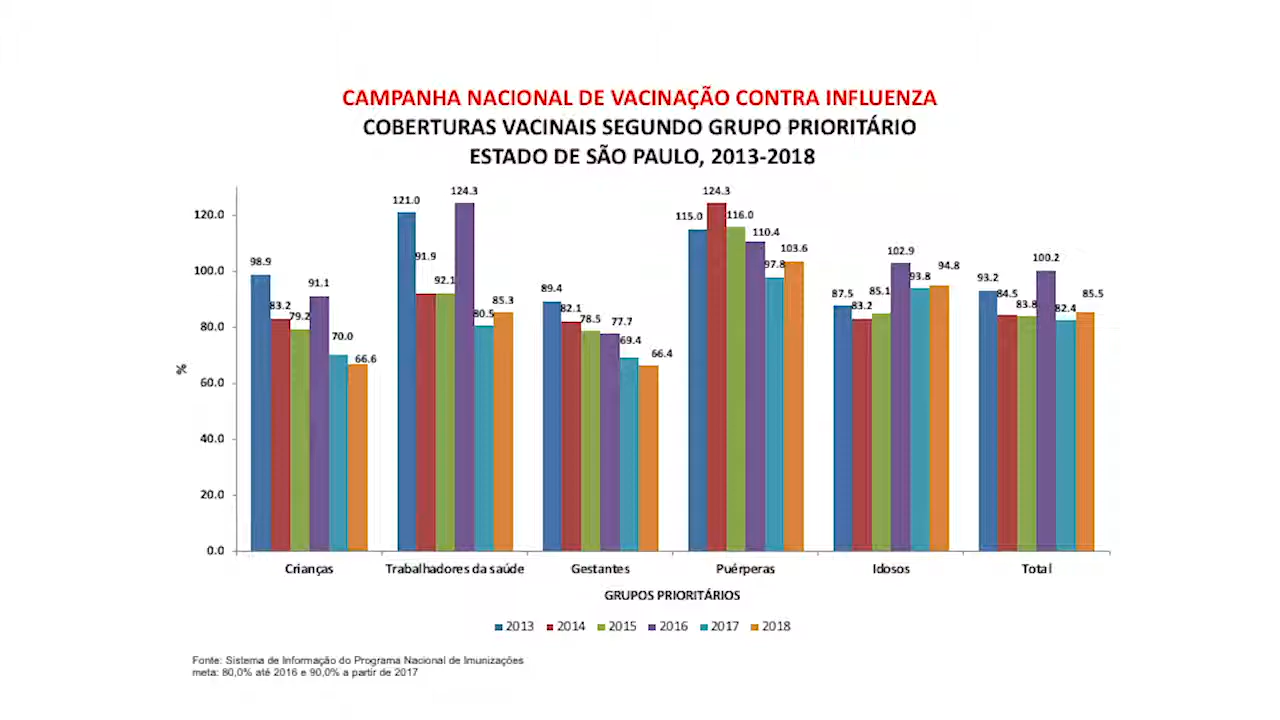 CAMPANHA NACIONAL DE VACINAÇÃO CONTRA INFLUENZA
COBERTURAS VACINAIS SEGUNDO GRUPO PRIORITÁRIO
ESTADO DE SÃO PAULO, 2013-2018
%
120.0
100.0
80.0
60.0
40.0
20.0
0.0
98.9 83.2 79.2 91.1 70.0 66.6
121.0 91.9 92.1 124.3 80.5 85.3
89.4 82.1 78.5 77.7 69.4 66.4
115.0 124.3 116.0 110.4 97.8 103.6
87.5 83.2 85.1 102.9 93.8 94.8
93.2 84.5 83.8 100.2 82.4 85.5
Crianças Trabalhadores da saúde Gestantes Puérperas Idosos Total
GRUPOS PRIORITÁRIOS
2013 2014 2015 2016 2017 2018
Fonte: Sistema de Informação do Programa Nacional de Imunizações
meta: 80,0% até 2016 e 90,0% a partir de 2017